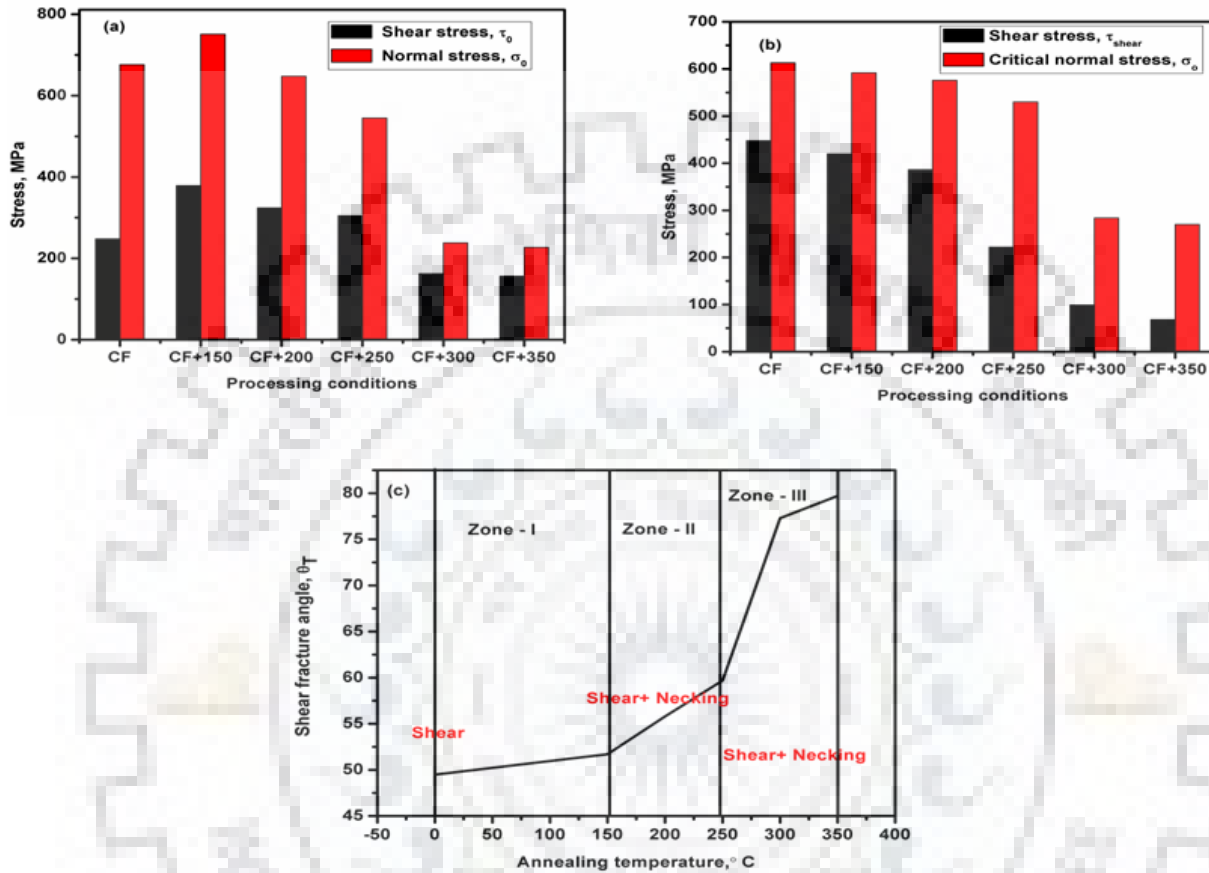 (a)
Shear stress, τ₀
Normal stress, σ₀
Stress, MPa
800
600
400
200
0
CF CF+150 CF+200 CF+250 CF+300 CF+350
Processing conditions
(b)
Shear stress, τshear
Critical normal stress, σo
Stress, MPa
700
600
500
400
300
200
100
0
CF CF+150 CF+200 CF+250 CF+300 CF+350
Processing conditions
(c)
Zone - I
Zone - II
Zone - III
Shear fracture angle, θT
80
75
70
65
60
55
50
45
Shear
Shear+ Necking
Shear+ Necking
-50 0 50 100 150 200 250 300 350 400
Annealing temperature,° C